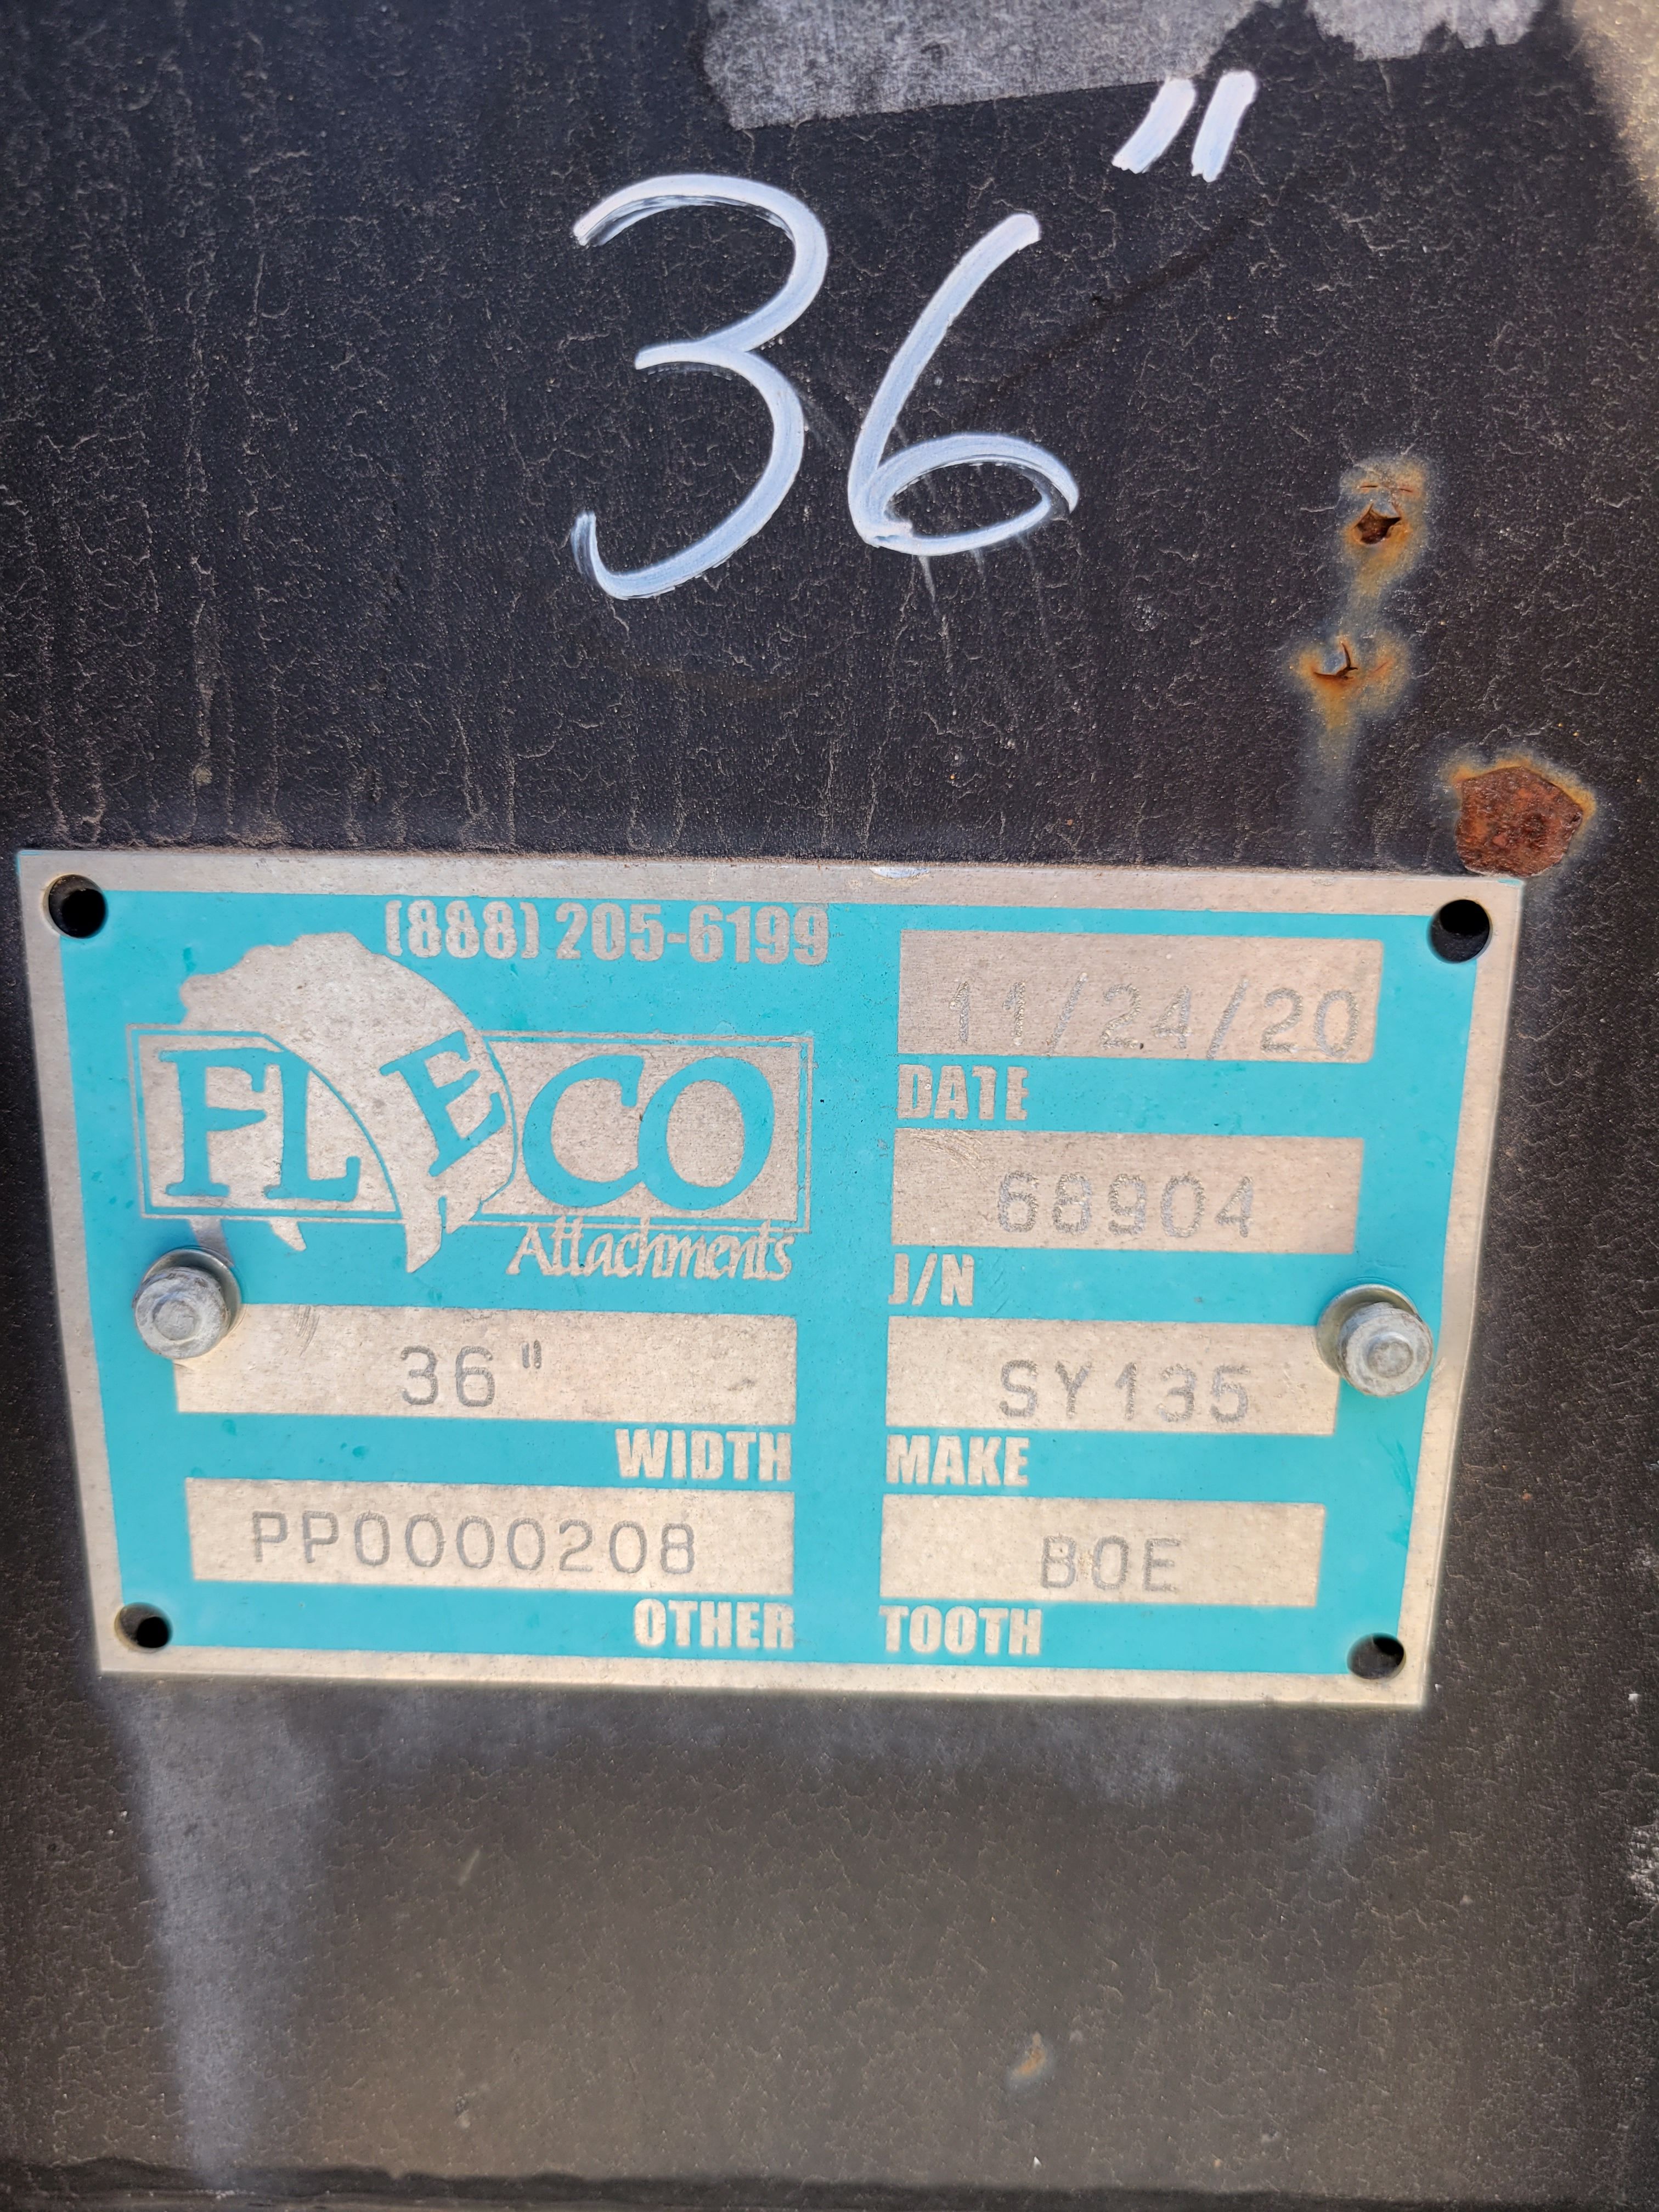 36"
(888) 205-6199
FLECO
Attachments
11/24/20
DATE
68904
J/N
36"
WIDTH
SY135
MAKE
PP0000208
OTHER
BOE
TOOTH